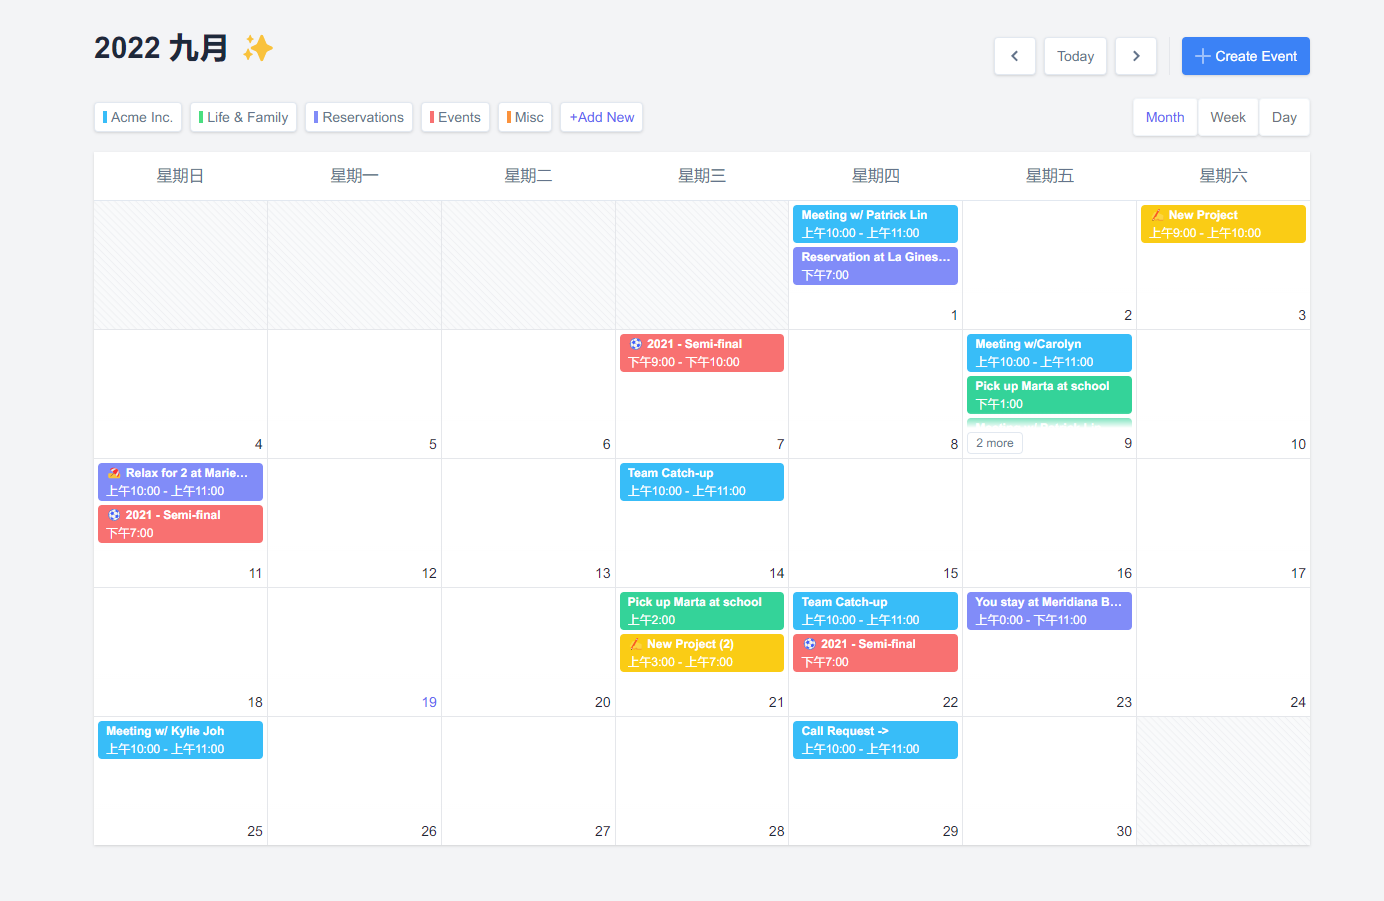 2022 九月 ✨
Today
Create Event
Acme Inc.
Life & Family
Reservations
Events
Misc
+Add New
Month
Week
Day
星期日
星期一
星期二
星期三
星期四
星期五
星期六
Meeting w/ Patrick Lin
上午10:00 - 上午11:00
Reservation at La Gines...
下午7:00
1
2
New Project
上午9:00 - 上午10:00
3
4
5
6
⚽ 2021 - Semi-final
下午9:00 - 下午10:00
7
8
Meeting w/Carolyn
上午10:00 - 上午11:00
Pick up Marta at school
下午1:00
2 more
9
10
Relax for 2 at Marie...
上午10:00 - 上午11:00
⚽ 2021 - Semi-final
下午7:00
11
12
13
Team Catch-up
上午10:00 - 上午11:00
14
15
16
17
18
19
20
Pick up Marta at school
上午2:00
New Project (2)
上午3:00 - 上午7:00
21
Team Catch-up
上午10:00 - 上午11:00
⚽ 2021 - Semi-final
下午7:00
22
You stay at Meridiana B...
上午0:00 - 下午11:00
23
24
Meeting w/ Kylie Joh
上午10:00 - 上午11:00
25
26
27
28
Call Request ->
上午10:00 - 上午11:00
29
30